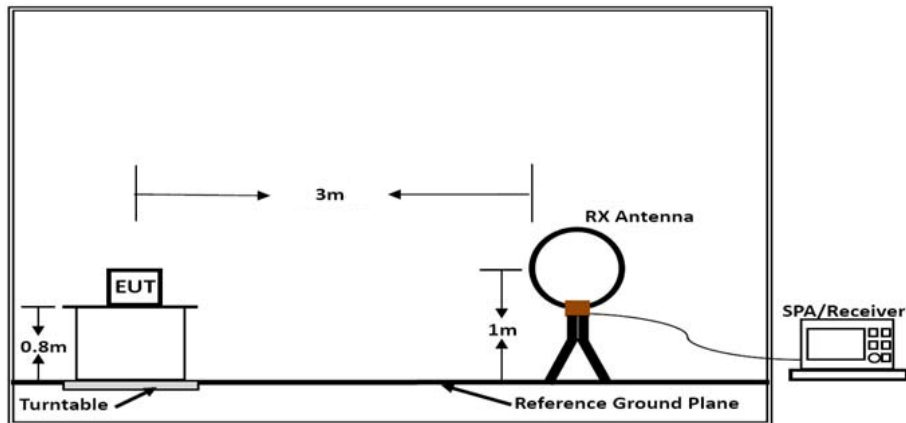 3m
RX Antenna
EUT
SPA/Receiver
1m
0.8m
Turntable
Reference Ground Plane